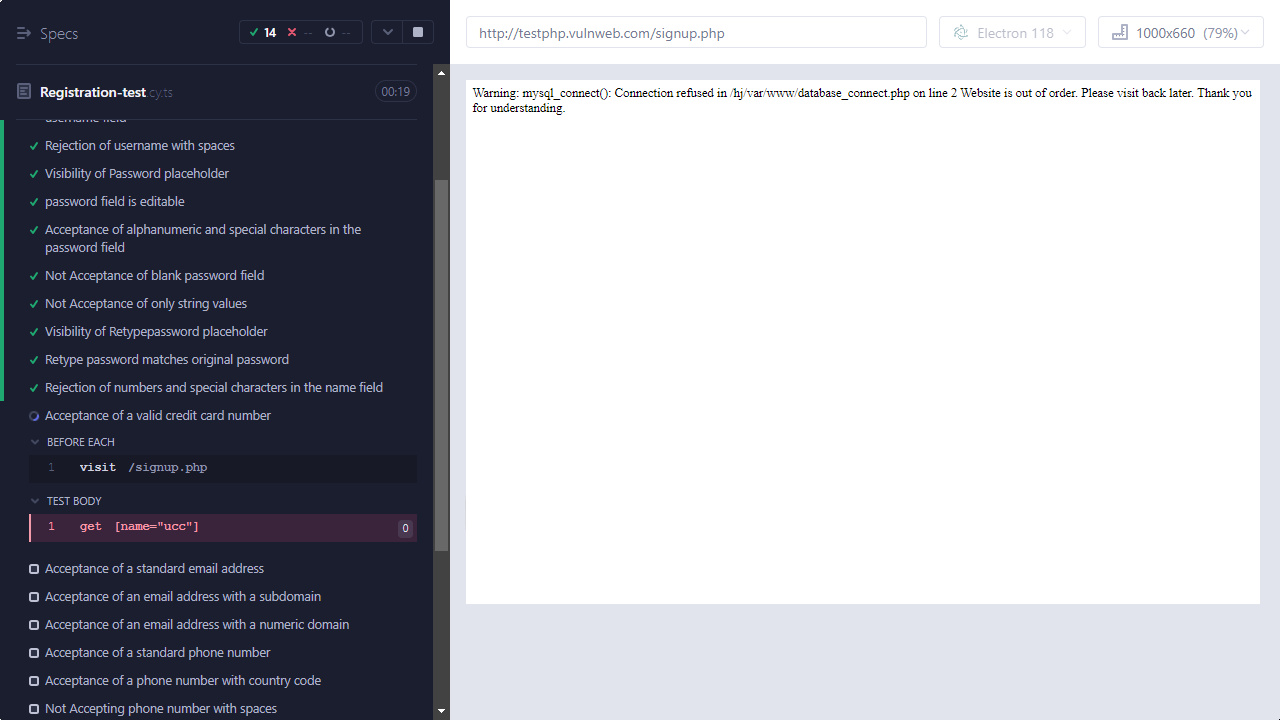 Specs
14
--
--
http://testphp.vulnweb.com/signup.php
Electron 118
1000x660 (79%)
Registration-test.cy.ts
00:19
username field
Rejection of username with spaces
Visibility of Password placeholder
password field is editable
Acceptance of alphanumeric and special characters in the
password field
Not Acceptance of blank password field
Not Acceptance of only string values
Visibility of Retypepassword placeholder
Retype password matches original password
Rejection of numbers and special characters in the name field
Acceptance of a valid credit card number
BEFORE EACH
1 visit /signup.php
TEST BODY
1 get [name="ucc"] 0
Acceptance of a standard email address
Acceptance of an email address with a subdomain
Acceptance of an email address with a numeric domain
Acceptance of a standard phone number
Acceptance of a phone number with country code
Not Accepting phone number with spaces
Warning: mysql_connect(): Connection refused in /hj/var/www/database_connect.php on line 2 Website is out of order. Please visit back later. Thank you
for understanding.